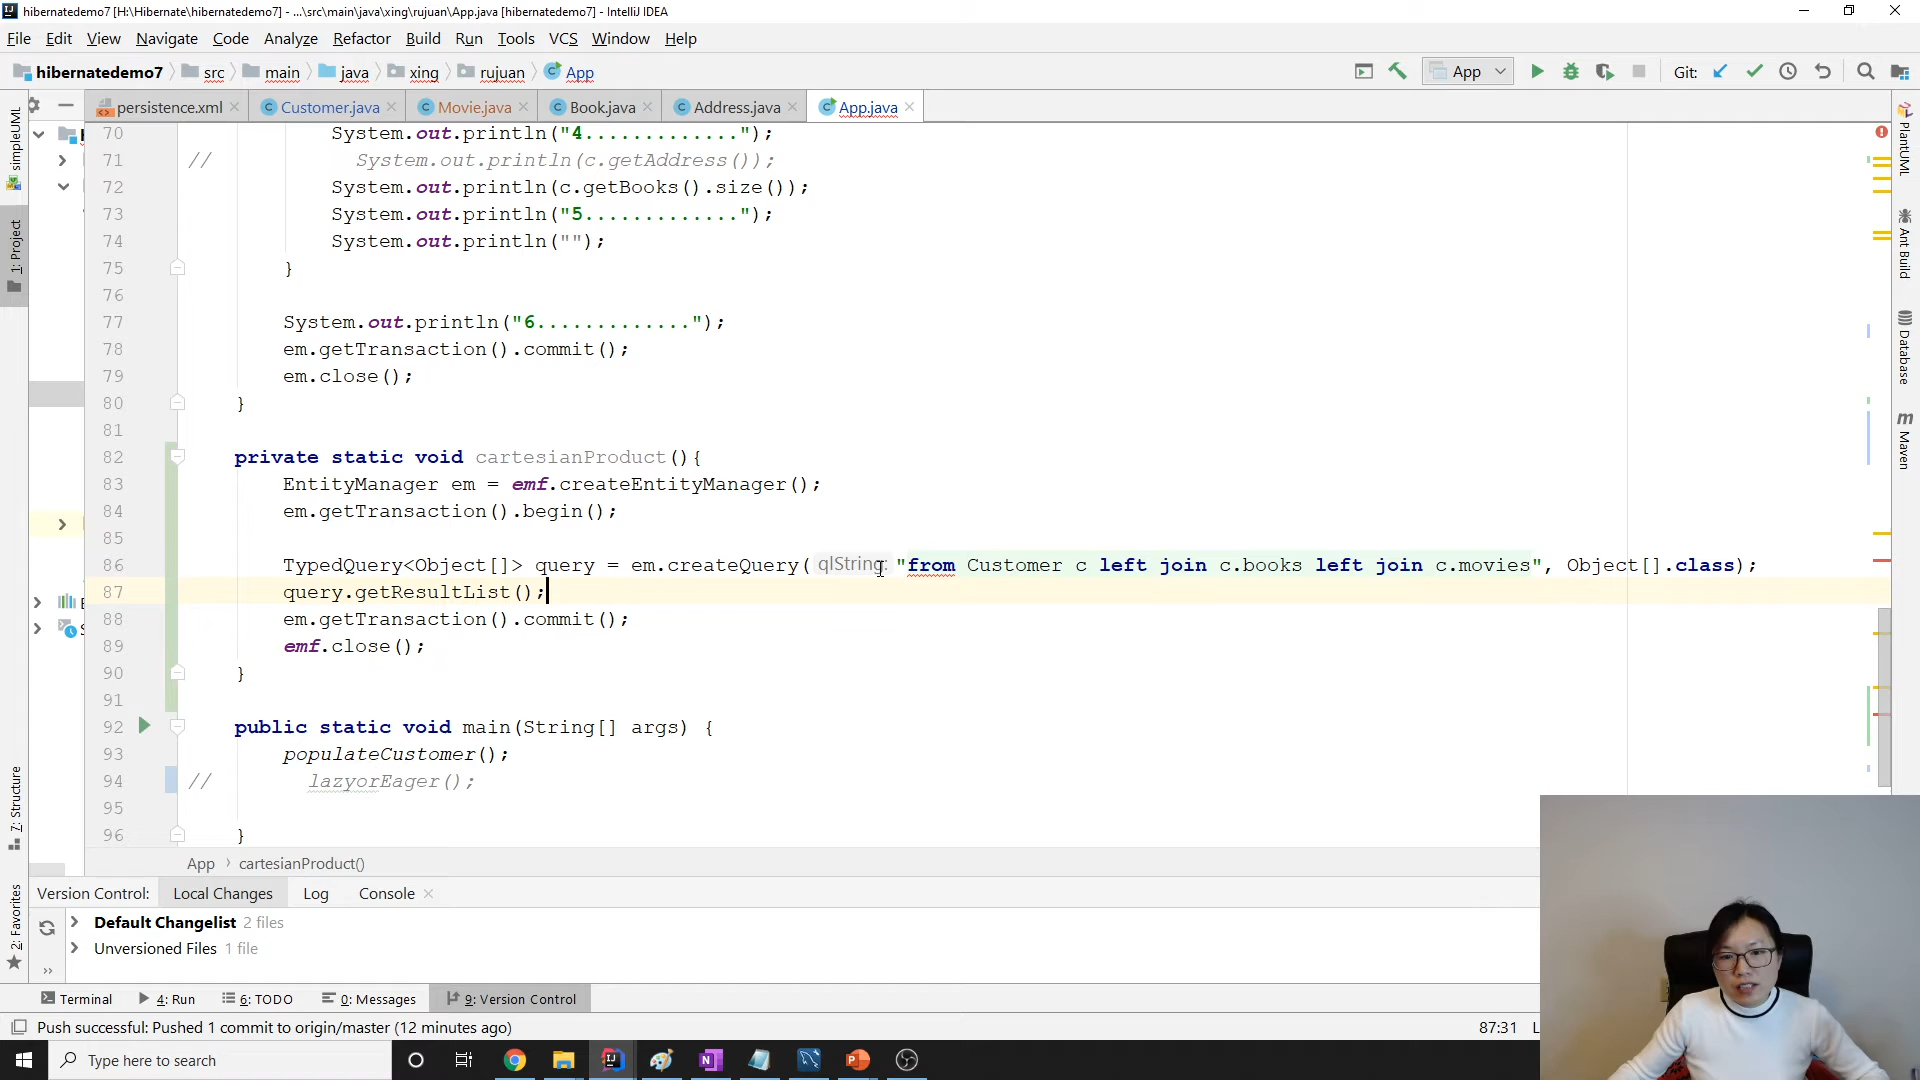 hibernatedemo7 [H:\Hibernate\hibernatedemo7] - ...\src\main\java\xing\rujuan\App.java [hibernatedemo7] - IntelliJ IDEA
File Edit View Navigate Code Analyze Refactor Build Run Tools VCS Window Help
hibernatedemo7 src main java xing rujuan App App Git:
persistence.xml Customer.java Movie.java Book.java Address.java App.java
70 System.out.println("4.............");
71 // System.out.println(c.getAddress());
72 System.out.println(c.getBooks().size());
73 System.out.println("5.............");
74 System.out.println("");
75 }
76
77 System.out.println("6.............");
78 em.getTransaction().commit();
79 em.close();
80 }
81
82 private static void cartesianProduct(){
83 EntityManager em = emf.createEntityManager();
84 em.getTransaction().begin();
85
86 TypedQuery<Object[]> query = em.createQuery( qlString: "from Customer c left join c.books left join c.movies", Object[].class);
87 query.getResultList();
88 em.getTransaction().commit();
89 emf.close();
90 }
91
92 public static void main(String[] args) {
93 populateCustomer();
94 // lazyorEager();
95
96 }
App › cartesianProduct()
simpleUML
1: Project
7: Structure
2: Favorites
PlantUML
Ant Build
Database
Maven
Version Control: Local Changes Log Console
Default Changelist 2 files
Unversioned Files 1 file
Terminal 4: Run 6: TODO 0: Messages 9: Version Control
Push successful: Pushed 1 commit to origin/master (12 minutes ago) 87:31
Type here to search